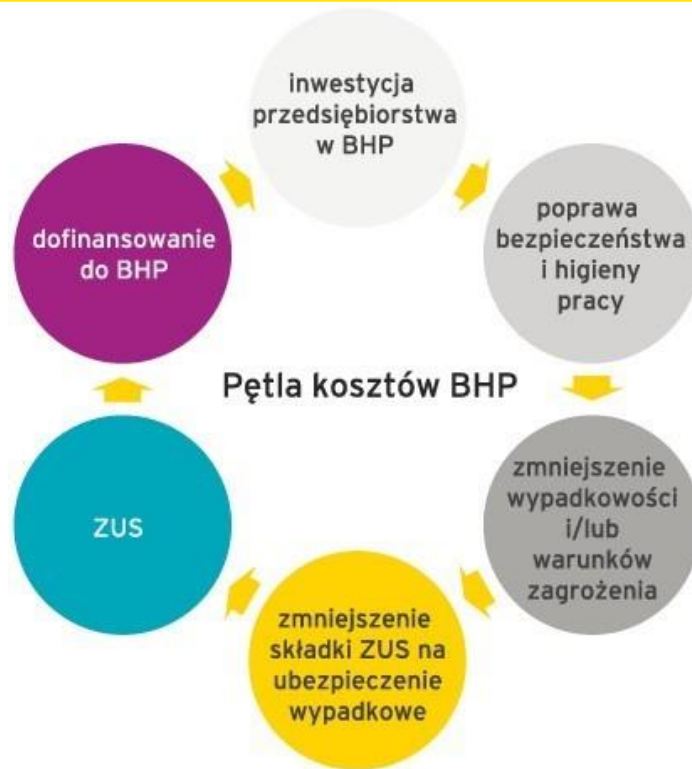 inwestycja
przedsiębiorstwa
w BHP
poprawa
bezpieczeństwa
i higieny
pracy
zmniejszenie
wypadkowości
i/lub
warunków
zagrożenia
zmniejszenie
składki ZUS na
ubezpieczenie
wypadkowe
ZUS
dofinansowanie
do BHP
Pętla kosztów BHP